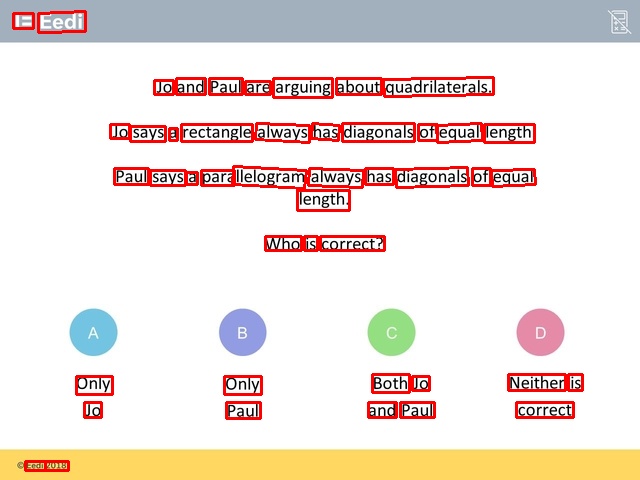 Eedi
Jo and Paul are arguing about quadrilaterals.
Jo says a rectangle always has diagonals of equal length
Paul says a parallelogram always has diagonals of equal
length.
Who is correct?
A B C D
Only Only Both Jo Neither is
Jo Paul and Paul correct
© Eedi 2018